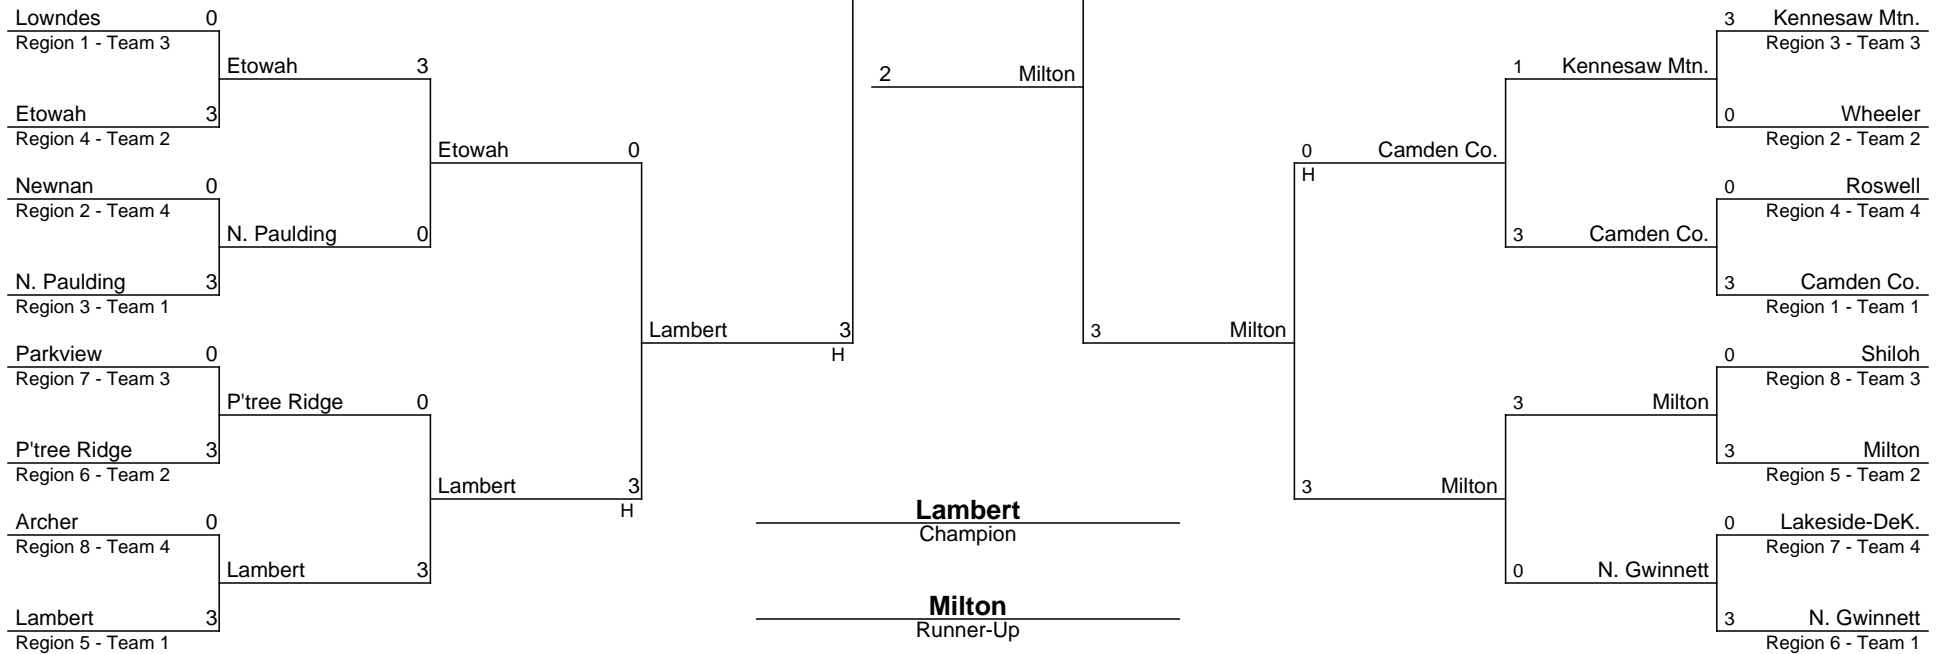 Lowndes 0
Region 1 - Team 3
Etowah 3
Etowah 3
Region 4 - Team 2
Etowah 0
Newnan 0
Region 2 - Team 4
N. Paulding 0
N. Paulding 3
Region 3 - Team 1
Lambert 3
H
Parkview 0
Region 7 - Team 3
P'tree Ridge 0
P'tree Ridge 3
Region 6 - Team 2
Lambert 3
H
Archer 0
Region 8 - Team 4
Lambert 3
Lambert 3
Region 5 - Team 1
2 Milton
Lambert
Champion
Milton
Runner-Up
3 Kennesaw Mtn.
Region 3 - Team 3
1 Kennesaw Mtn.
0 Wheeler
Region 2 - Team 2
0 Camden Co.
H
0 Roswell
Region 4 - Team 4
3 Camden Co.
3 Camden Co.
Region 1 - Team 1
3 Milton
0 Shiloh
Region 8 - Team 3
3 Milton
3 Milton
Region 5 - Team 2
3 Milton
0 Lakeside-DeK.
Region 7 - Team 4
0 N. Gwinnett
3 N. Gwinnett
Region 6 - Team 1